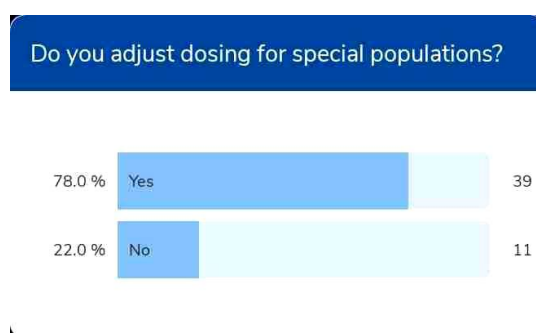 Do you adjust dosing for special populations?
78.0 % Yes 39
22.0 % No 11